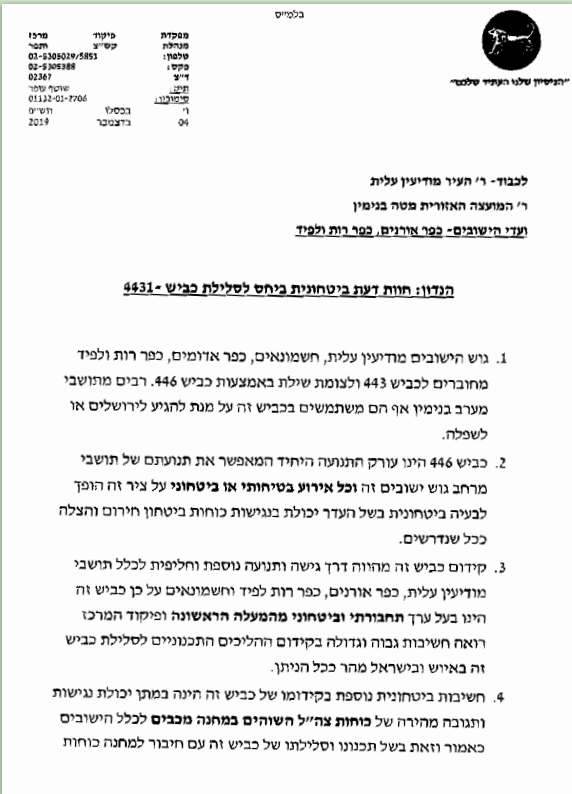 בלמ״ס
מפקדת פיקוד מרכז
מנהלת קש״צ ותפר
טלפון: 02-5305029/5851
פקס: 02-5305388
ד״צ 02367
תיק: שוטף עופר
סימוכין: 01132-01-2706
ו׳ בכסלו תש״פ
04 בדצמבר 2019
״הניסיון שלנו העתיד שלכם״
לכבוד- ר׳ העיר מודיעין עלית
ר׳ המועצה האזורית מטה בנימין
ועדי הישובים- כפר אורנים, כפר רות ולפיד
הנדון: חוות דעת ביטחונית ביחס לסלילת כביש -4431
1. גוש הישובים מודיעין עלית, חשמונאים, כפר אדומים, כפר רות ולפיד
מחוברים לכביש 443 ולצומת שילת באמצעות כביש 446. רבים מתושבי
מערב בנימין אף הם משתמשים בכביש זה על מנת להגיע לירושלים או
לשפלה.
2. כביש 446 הינו עורק התנועה היחיד המאפשר את תנועתם של תושבי
מרחב גוש ישובים זה וכל אירוע בטיחותי או ביטחוני על ציר זה הופך
לבעיה ביטחונית בשל העדר יכולת בנגישות כוחות ביטחון חירום והצלה
ככל שנדרשים.
3. קידום כביש זה מהווה דרך גישה ותנועה נוספת וחליפית לכלל תושבי
מודיעין עלית, כפר אורנים, כפר רות לפיד וחשמונאים על כן כביש זה
הינו בעל ערך תחבורתי וביטחוני מהמעלה הראשונה ופיקוד המרכז
רואה חשיבות גבוה וגדולה בקידום ההליכים התכנוניים לסלילת כביש
זה באיוש ובישראל מהר ככל הניתן.
4. חשיבות ביטחונית נוספת בקידומו של כביש זה הינה במתן יכולת נגישות
ותגובה מהירה של כוחות צה״ל השוהים במחנה מכבים לכלל הישובים
כאמור וזאת בשל תכנונו וסלילתו של כביש זה עם חיבור למחנה כוחות